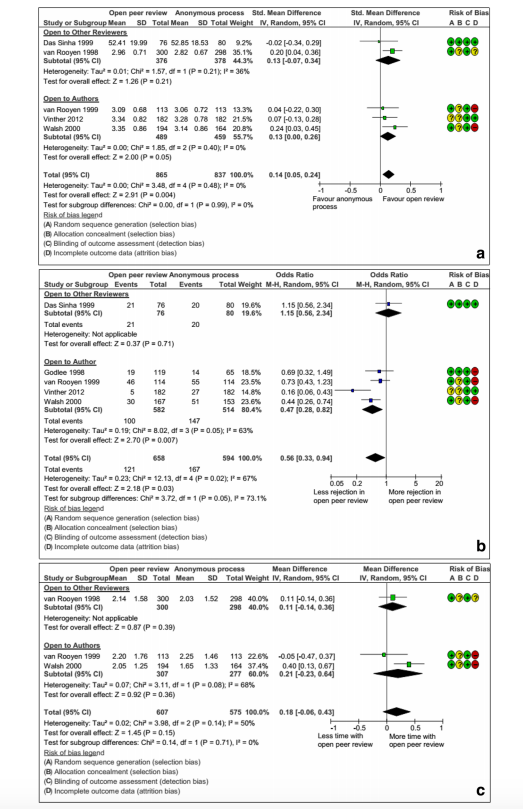 Open peer review Anonymous process Std. Mean Difference Std. Mean Difference Risk of Bias
Study or Subgroup Mean SD Total Mean SD Total Weight IV, Random, 95% CI IV, Random, 95% CI A B C D
Open to Other Reviewers
Das Sinha 1999 52.41 19.99 76 52.85 18.53 80 9.2% -0.02 [-0.34, 0.29]
van Rooyen 1998 2.96 0.71 300 2.82 0.67 298 35.1% 0.20 [0.04, 0.36]
Subtotal (95% CI) 376 378 44.3% 0.13 [-0.07, 0.34]
Heterogeneity: Tau² = 0.01; Chi² = 1.57, df = 1 (P = 0.21); I² = 36%
Test for overall effect: Z = 1.26 (P = 0.21)
Open to Authors
van Rooyen 1999 3.09 0.68 113 3.06 0.72 113 13.3% 0.04 [-0.22, 0.30]
Vinther 2012 3.34 0.82 182 3.28 0.78 182 21.5% 0.07 [-0.13, 0.28]
Walsh 2000 3.35 0.86 194 3.14 0.86 164 20.8% 0.24 [0.03, 0.45]
Subtotal (95% CI) 489 459 55.7% 0.13 [0.00, 0.26]
Heterogeneity: Tau² = 0.00; Chi² = 1.85, df = 2 (P = 0.40); I² = 0%
Test for overall effect: Z = 2.00 (P = 0.05)
Total (95% CI) 865 837 100.0% 0.14 [0.05, 0.24]
Heterogeneity: Tau² = 0.00; Chi² = 3.48, df = 4 (P = 0.48); I² = 0%
Test for overall effect: Z = 2.91 (P = 0.004)
Test for subgroup differences: Chi² = 0.00, df = 1 (P = 0.99), I² = 0%
-1 -0.5 0 0.5 1
Favour anonymous process Favour open review
Risk of bias legend
(A) Random sequence generation (selection bias)
(B) Allocation concealment (selection bias)
(C) Blinding of outcome assessment (detection bias)
(D) Incomplete outcome data (attrition bias)
a
Open peer review Anonymous process Odds Ratio Odds Ratio Risk of Bias
Study or Subgroup Events Total Events Total Weight M-H, Random, 95% CI M-H, Random, 95% CI A B C D
Open to Other Reviewers
Das Sinha 1999 21 76 20 80 19.6% 1.15 [0.56, 2.34]
Subtotal (95% CI) 76 80 19.6% 1.15 [0.56, 2.34]
Total events 21 20
Heterogeneity: Not applicable
Test for overall effect: Z = 0.37 (P = 0.71)
Open to Author
Godlee 1998 19 119 14 65 18.5% 0.69 [0.32, 1.49]
van Rooyen 1999 46 114 55 114 23.7% 0.73 [0.43, 1.23]
Vinther 2012 5 182 27 182 14.8% 0.16 [0.06, 0.43]
Walsh 2000 30 167 51 153 23.4% 0.44 [0.26, 0.74]
Subtotal (95% CI) 582 514 80.4% 0.47 [0.28, 0.82]
Total events 100 147
Heterogeneity: Tau² = 0.19; Chi² = 8.02, df = 3 (P = 0.05); I² = 63%
Test for overall effect: Z = 2.70 (P = 0.007)
Total (95% CI) 658 594 100.0% 0.56 [0.33, 0.94]
Total events 121 167
Heterogeneity: Tau² = 0.23; Chi² = 12.13, df = 4 (P = 0.02); I² = 67%
Test for overall effect: Z = 2.18 (P = 0.03)
Test for subgroup differences: Chi² = 3.72, df = 1 (P = 0.05), I² = 73.1%
0.05 0.2 1 5 20
Less rejection in open peer review More rejection in open peer review
Risk of bias legend
(A) Random sequence generation (selection bias)
(B) Allocation concealment (selection bias)
(C) Blinding of outcome assessment (detection bias)
(D) Incomplete outcome data (attrition bias)
b
Open peer review Anonymous process Mean Difference Mean Difference Risk of Bias
Study or Subgroup Mean SD Total Mean SD Total Weight IV, Random, 95% CI IV, Random, 95% CI A B C D
Open to Other Reviewers
van Rooyen 1998 2.14 1.58 300 2.03 1.52 298 40.0% 0.11 [-0.14, 0.36]
Subtotal (95% CI) 300 298 40.0% 0.11 [-0.14, 0.36]
Heterogeneity: Not applicable
Test for overall effect: Z = 0.87 (P = 0.39)
Open to Authors
van Rooyen 1999 2.20 1.76 113 2.25 1.46 113 22.6% -0.05 [-0.47, 0.37]
Walsh 2000 2.05 1.25 194 1.65 1.33 164 37.4% 0.40 [0.13, 0.67]
Subtotal (95% CI) 307 277 60.0% 0.21 [-0.23, 0.64]
Heterogeneity: Tau² = 0.07; Chi² = 3.11, df = 1 (P = 0.08); I² = 68%
Test for overall effect: Z = 0.92 (P = 0.36)
Total (95% CI) 607 575 100.0% 0.18 [-0.06, 0.43]
Heterogeneity: Tau² = 0.02; Chi² = 3.98, df = 2 (P = 0.14); I² = 50%
Test for overall effect: Z = 1.45 (P = 0.15)
Test for subgroup differences: Chi² = 0.14, df = 1 (P = 0.71), I² = 0%
-1 -0.5 0 0.5 1
Less time with open peer review More time with open peer review
Risk of bias legend
(A) Random sequence generation (selection bias)
(B) Allocation concealment (selection bias)
(C) Blinding of outcome assessment (detection bias)
(D) Incomplete outcome data (attrition bias)
c